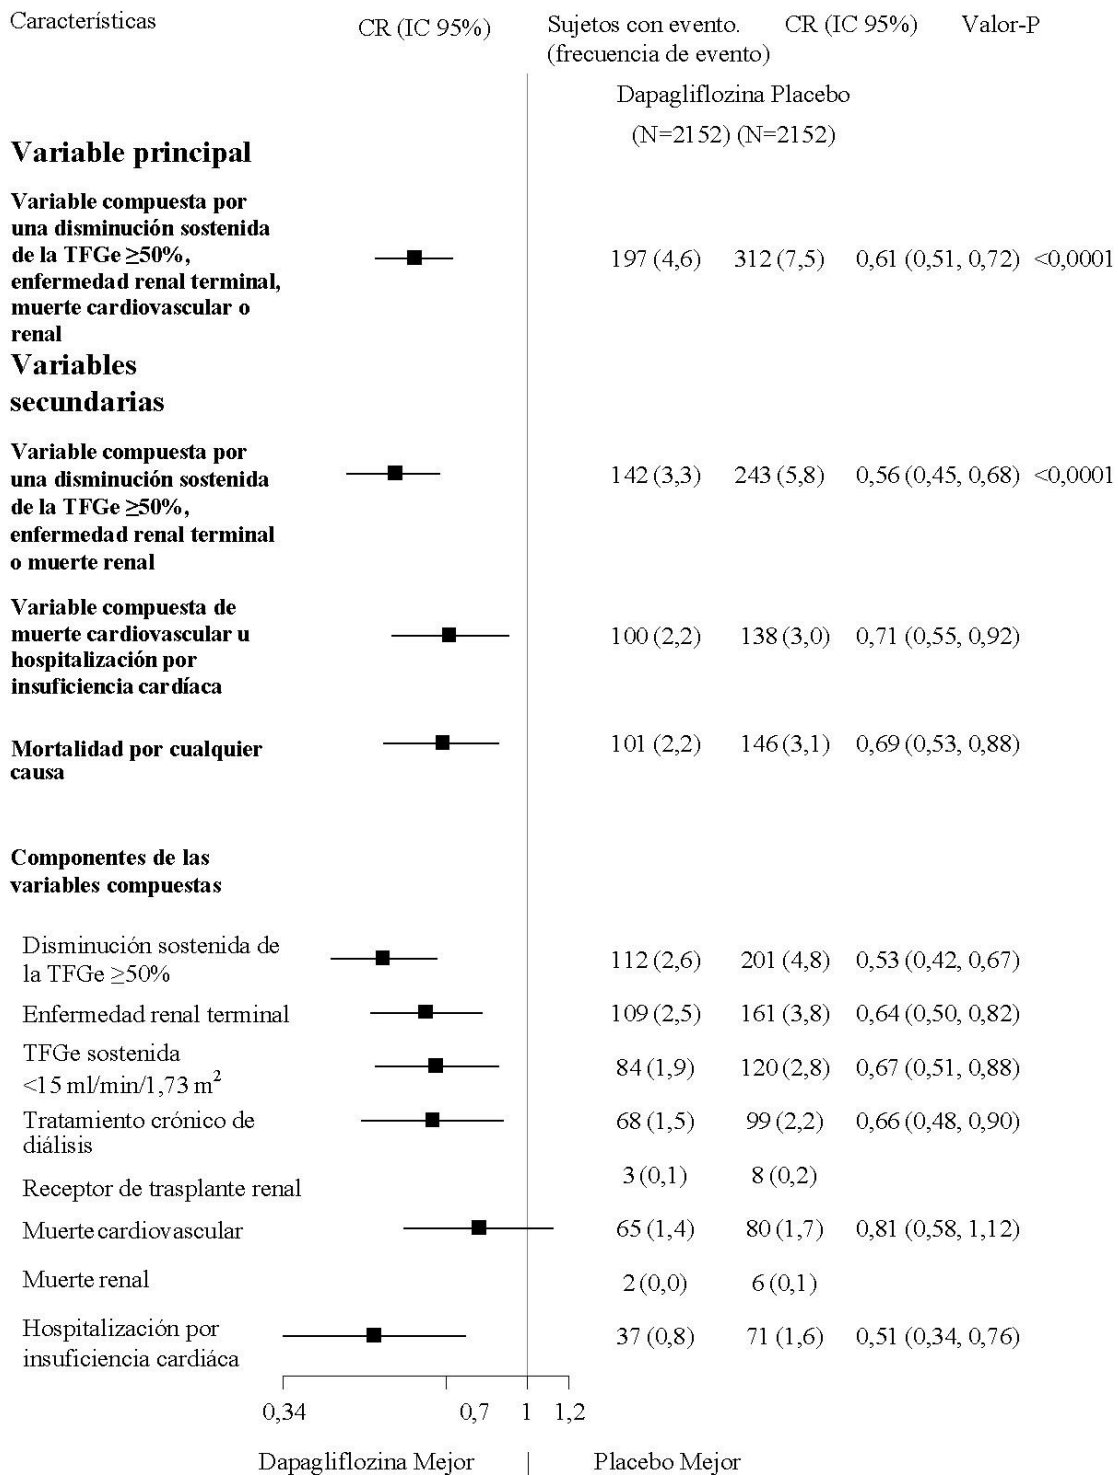 Características CR (IC 95%) Sujetos con evento. CR (IC 95%) Valor-P
(frecuencia de evento)
Dapagliflozina Placebo
(N=2152) (N=2152)
Variable principal
Variable compuesta por
una disminución sostenida
de la TFGe ≥50%, 197 (4,6) 312 (7,5) 0,61 (0,51, 0,72) <0,0001
enfermedad renal terminal,
muerte cardiovascular o
renal
Variables
secundarias
Variable compuesta por
una disminución sostenida 142 (3,3) 243 (5,8) 0,56 (0,45, 0,68) <0,0001
de la TFGe ≥50%,
enfermedad renal terminal
o muerte renal
Variable compuesta de
muerte cardiovascular u 100 (2,2) 138 (3,0) 0,71 (0,55, 0,92)
hospitalización por
insuficiencia cardíaca
Mortalidad por cualquier 101 (2,2) 146 (3,1) 0,69 (0,53, 0,88)
causa
Componentes de las
variables compuestas
Disminución sostenida de 112 (2,6) 201 (4,8) 0,53 (0,42, 0,67)
la TFGe ≥50%
Enfermedad renal terminal 109 (2,5) 161 (3,8) 0,64 (0,50, 0,82)
TFGe sostenida 84 (1,9) 120 (2,8) 0,67 (0,51, 0,88)
<15 ml/min/1,73 m²
Tratamiento crónico de 68 (1,5) 99 (2,2) 0,66 (0,48, 0,90)
diálisis
Receptor de trasplante renal 3 (0,1) 8 (0,2)
Muerte cardiovascular 65 (1,4) 80 (1,7) 0,81 (0,58, 1,12)
Muerte renal 2 (0,0) 6 (0,1)
Hospitalización por 37 (0,8) 71 (1,6) 0,51 (0,34, 0,76)
insuficiencia cardiáca
0,34 0,7 1 1,2
Dapagliflozina Mejor | Placebo Mejor